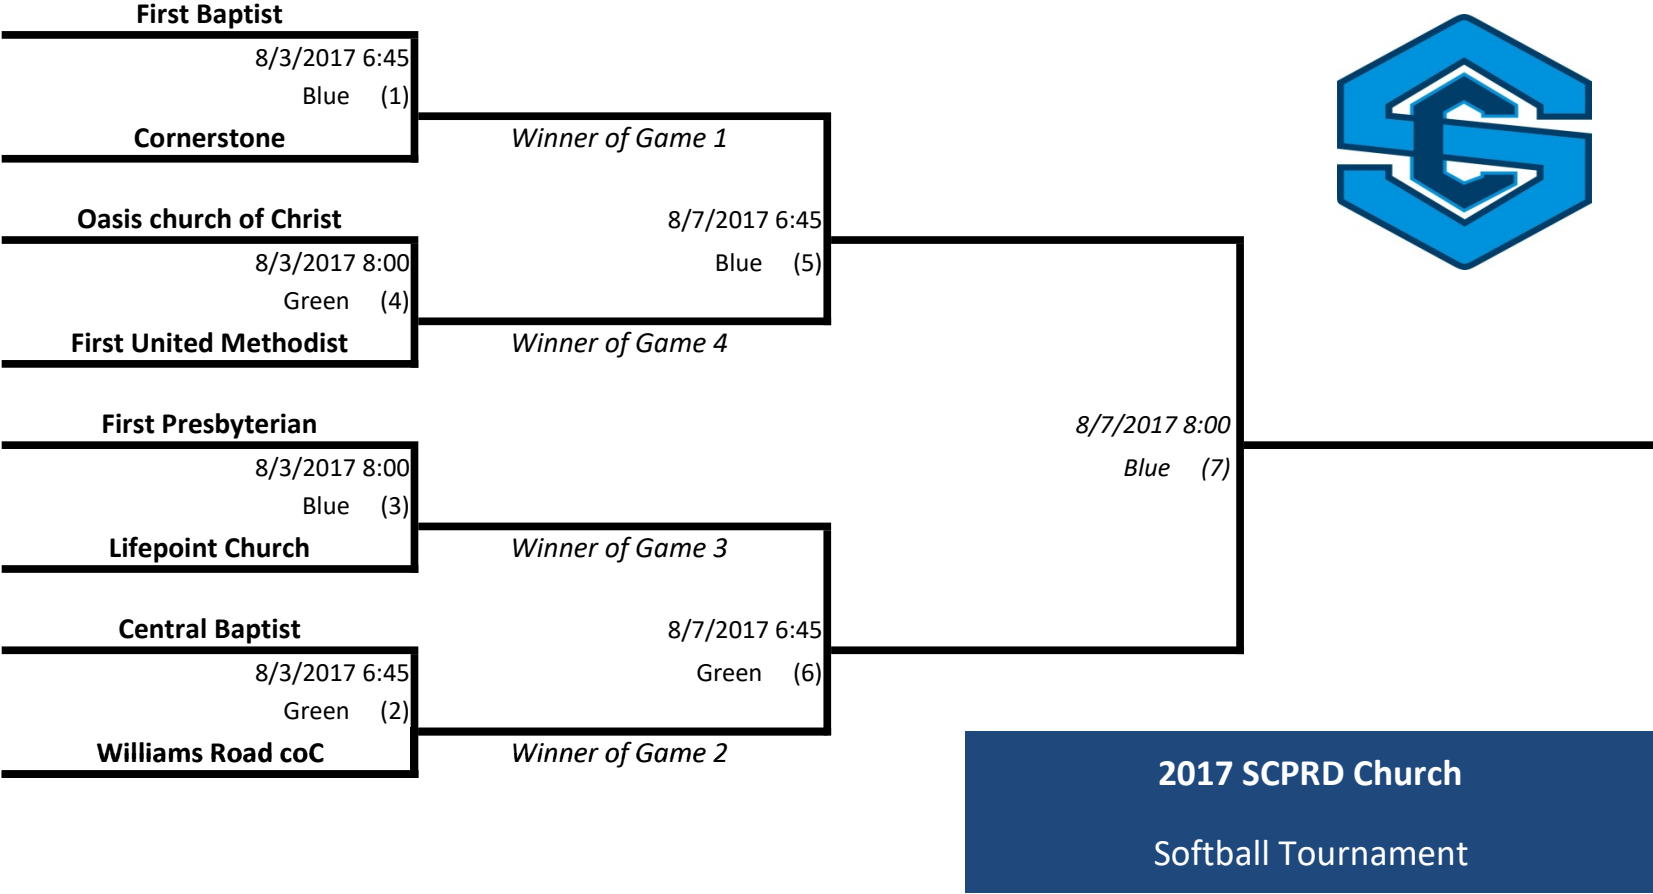 First Baptist
8/3/2017 6:45
Blue (1)
Cornerstone
Winner of Game 1
Oasis church of Christ
8/7/2017 6:45
8/3/2017 8:00
Blue (5)
Green (4)
First United Methodist
Winner of Game 4
First Presbyterian
8/7/2017 8:00
8/3/2017 8:00
Blue (7)
Blue (3)
Lifepoint Church
Winner of Game 3
Central Baptist
8/7/2017 6:45
8/3/2017 6:45
Green (6)
Green (2)
Williams Road coC
Winner of Game 2
2017 SCPRD Church
Softball Tournament